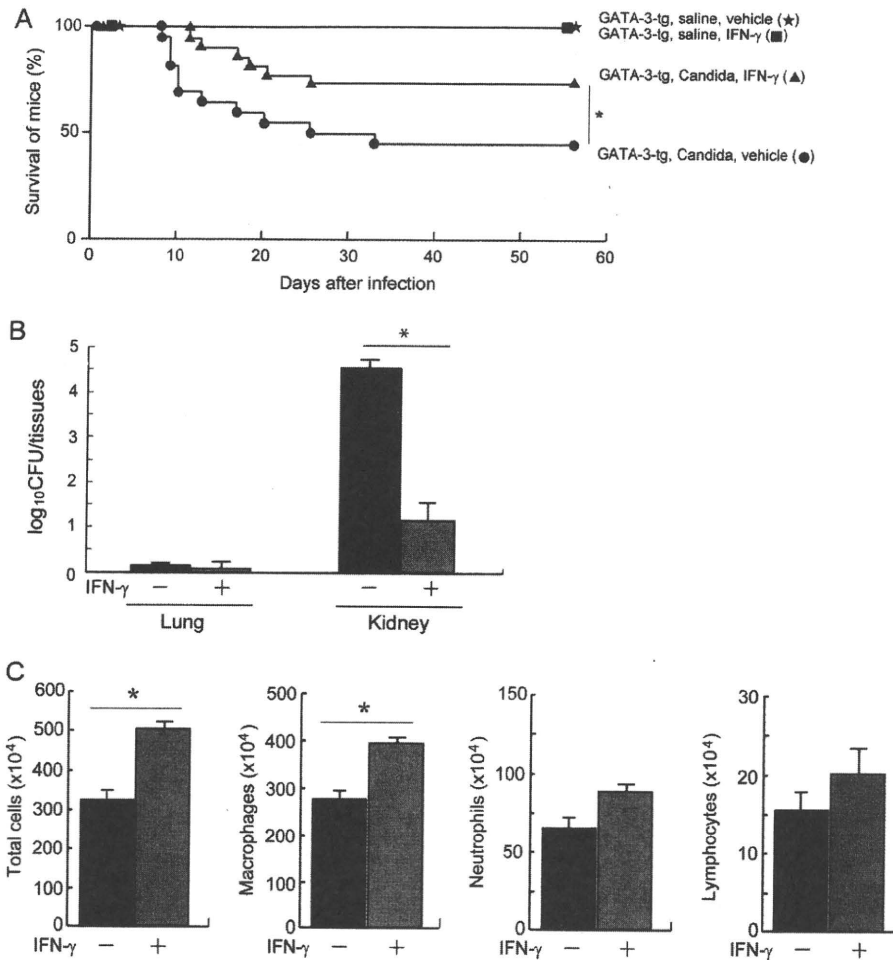 A
Survival of mice (%)
100
50
0
0 10 20 30 40 50 60
Days after infection
GATA-3-tg, saline, vehicle (★)
GATA-3-tg, saline, IFN-γ (■)
GATA-3-tg, Candida, IFN-γ (▲)
*
GATA-3-tg, Candida, vehicle (●)
B
log10CFU/tissues
5
4
3
2
1
0
*
IFN-γ − + − +
Lung Kidney
C
Total cells (x10⁴)
600
500
400
300
200
100
0
*
IFN-γ − +
Macrophages (x10⁴)
500
400
300
200
100
0
*
IFN-γ − +
Neutrophils (x10⁴)
150
100
50
0
IFN-γ − +
Lymphocytes (x10⁴)
30
20
10
0
IFN-γ − +